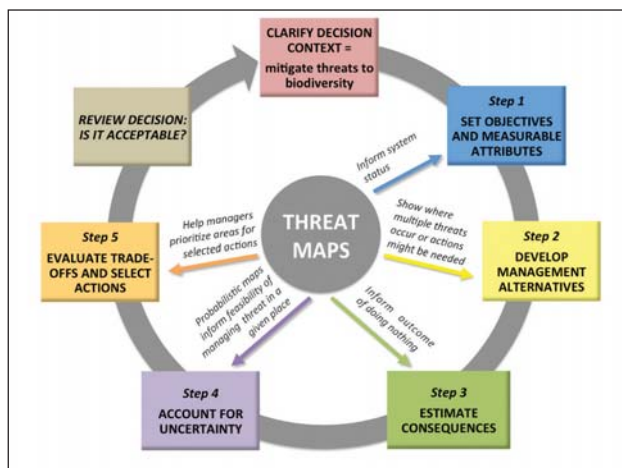 CLARIFY DECISION
CONTEXT =
mitigate threats to
biodiversity
Step 1
SET OBJECTIVES
AND MEASURABLE
ATTRIBUTES
Step 2
DEVELOP
MANAGEMENT
ALTERNATIVES
Step 3
ESTIMATE
CONSEQUENCES
Step 4
ACCOUNT FOR
UNCERTAINTY
Step 5
EVALUATE TRADE-
OFFS AND SELECT
ACTIONS
REVIEW DECISION:
IS IT ACCEPTABLE?
THREAT
MAPS
Inform system
status
Show where
multiple threats
occur or actions
might be needed
Inform outcome
of doing nothing
Probabilistic maps
inform feasibility of
managing threat in a
given place
Help managers
prioritize areas for
selected actions